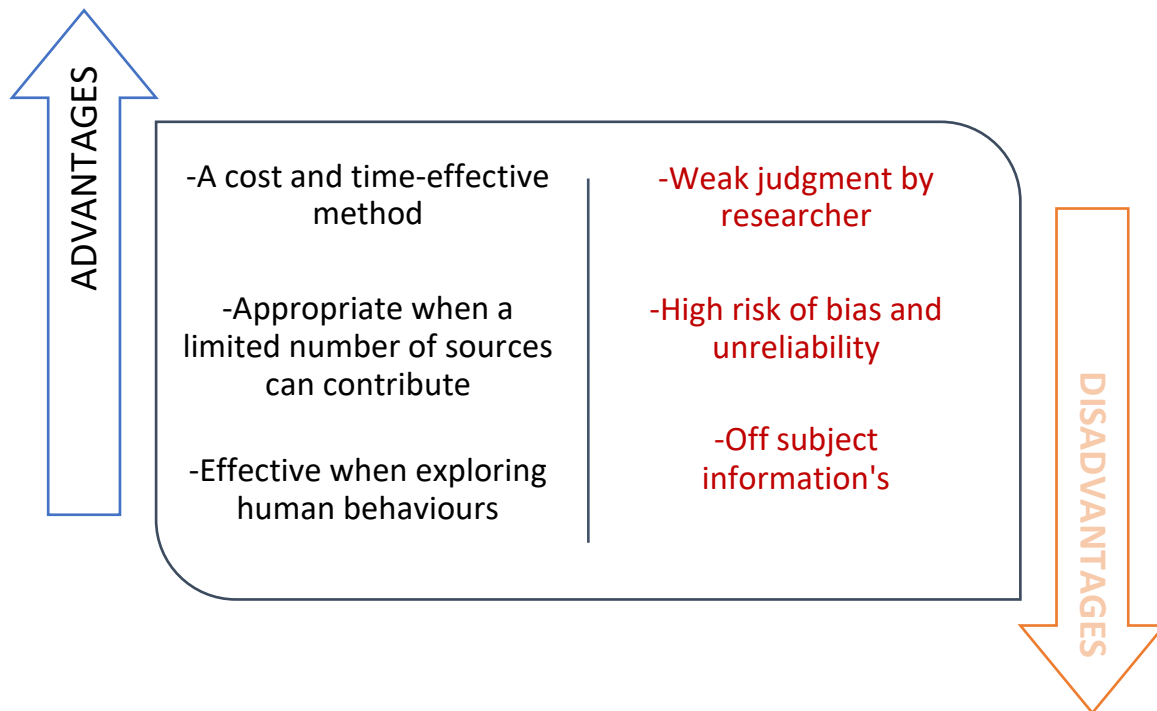 ADVANTAGES
-A cost and time-effective
method
-Appropriate when a
limited number of sources
can contribute
-Effective when exploring
human behaviours
-Weak judgment by
researcher
-High risk of bias and
unreliability
-Off subject
information's
DISADVANTAGES